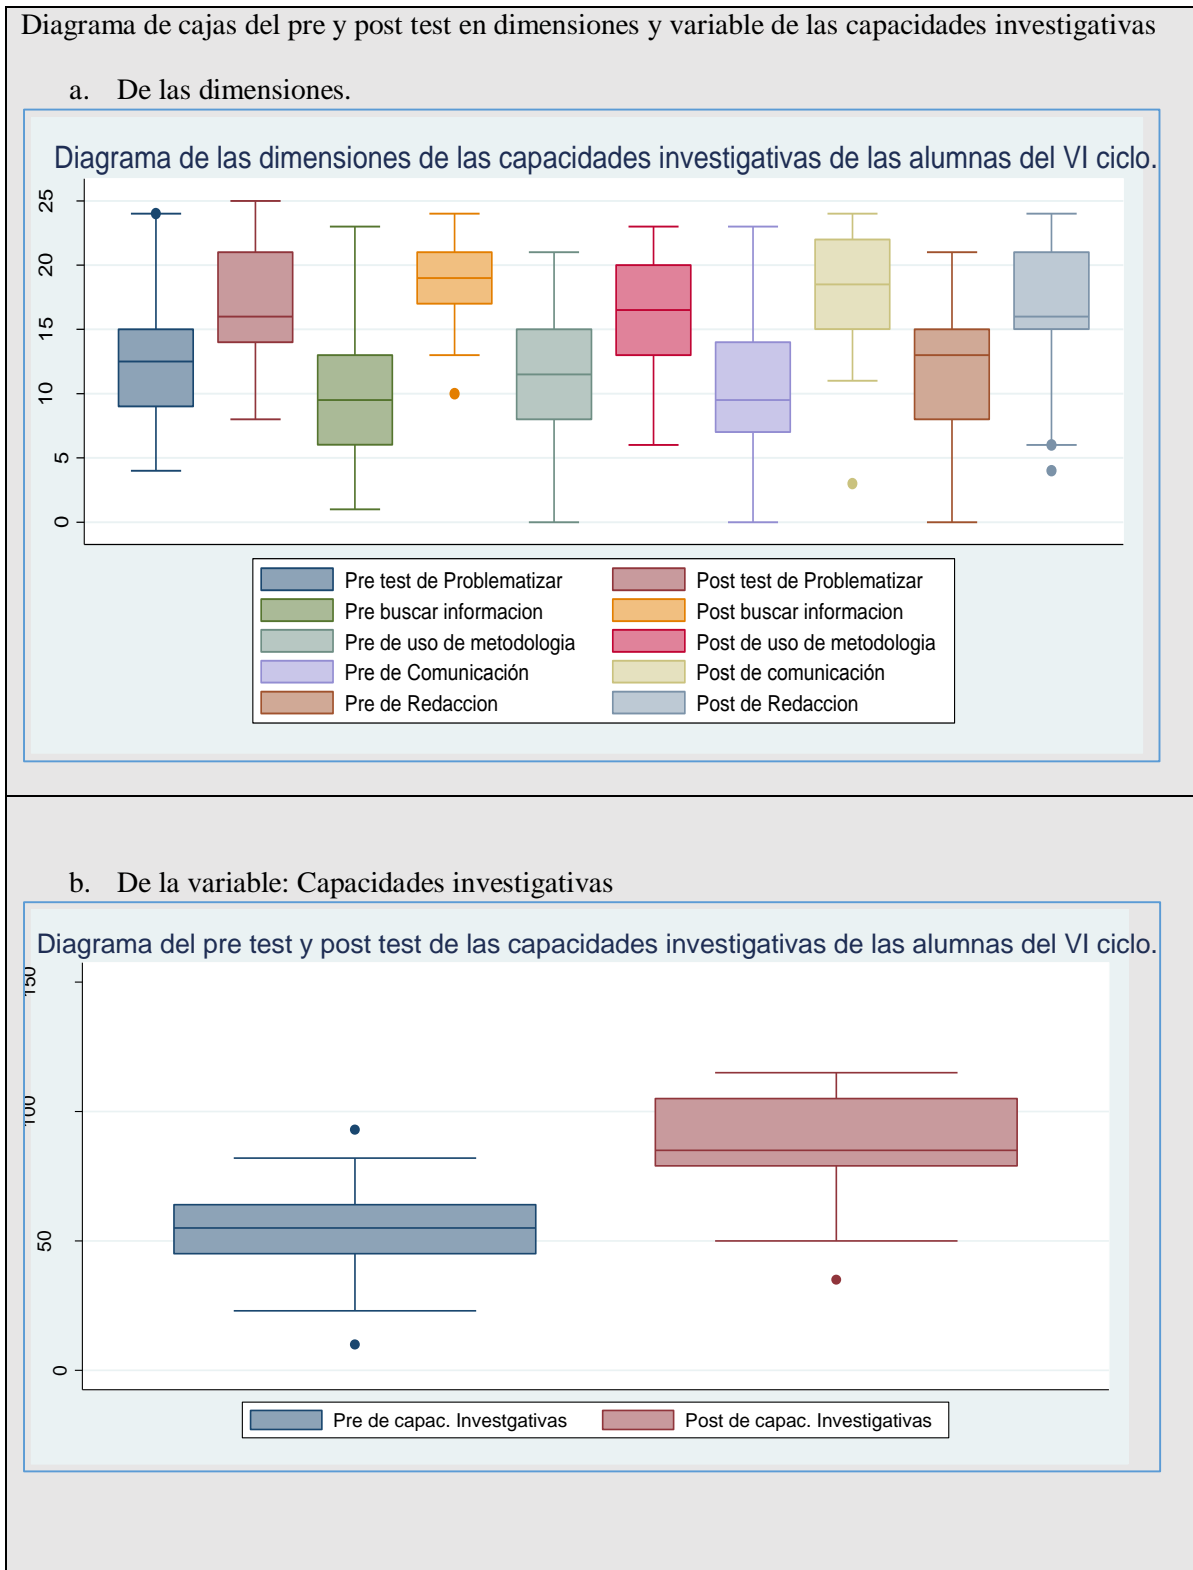 Diagrama de cajas del pre y post test en dimensiones y variable de las capacidades investigativas
a. De las dimensiones.
Diagrama de las dimensiones de las capacidades investigativas de las alumnas del VI ciclo.
25
20
15
10
5
0
Pre test de Problematizar
Post test de Problematizar
Pre buscar informacion
Post buscar informacion
Pre de uso de metodologia
Post de uso de metodologia
Pre de Comunicación
Post de comunicación
Pre de Redaccion
Post de Redaccion
b. De la variable: Capacidades investigativas
Diagrama del pre test y post test de las capacidades investigativas de las alumnas del VI ciclo.
150
100
50
0
Pre de capac. Investgativas
Post de capac. Investigativas